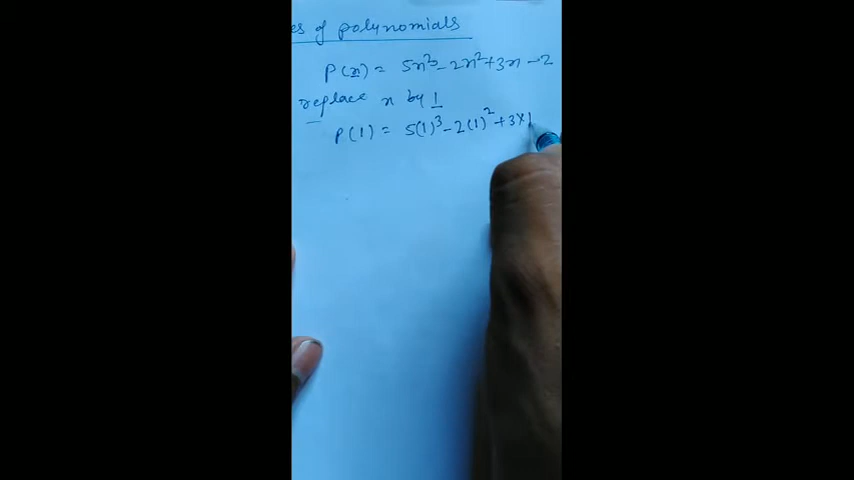 es of polynomials
P(x) = 5x³ - 2x² + 3x - 2
replace x by 1
P(1) = 5(1)³ - 2(1)² + 3×1